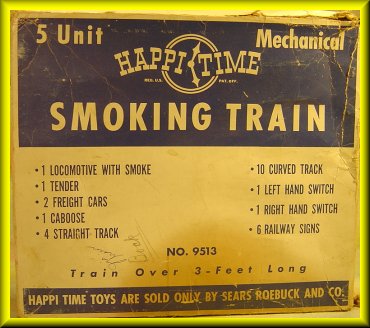 5 Unit Mechanical
HAPPI TIME
REG. U.S. PAT. OFF.
SMOKING TRAIN
• 1 LOCOMOTIVE WITH SMOKE
• 1 TENDER
• 2 FREIGHT CARS
• 1 CABOOSE
• 4 STRAIGHT TRACK
• 10 CURVED TRACK
• 1 LEFT HAND SWITCH
• 1 RIGHT HAND SWITCH
• 6 RAILWAY SIGNS
NO. 9513
Train Over 3-Feet Long
HAPPI TIME TOYS ARE SOLD ONLY BY SEARS ROEBUCK AND CO.